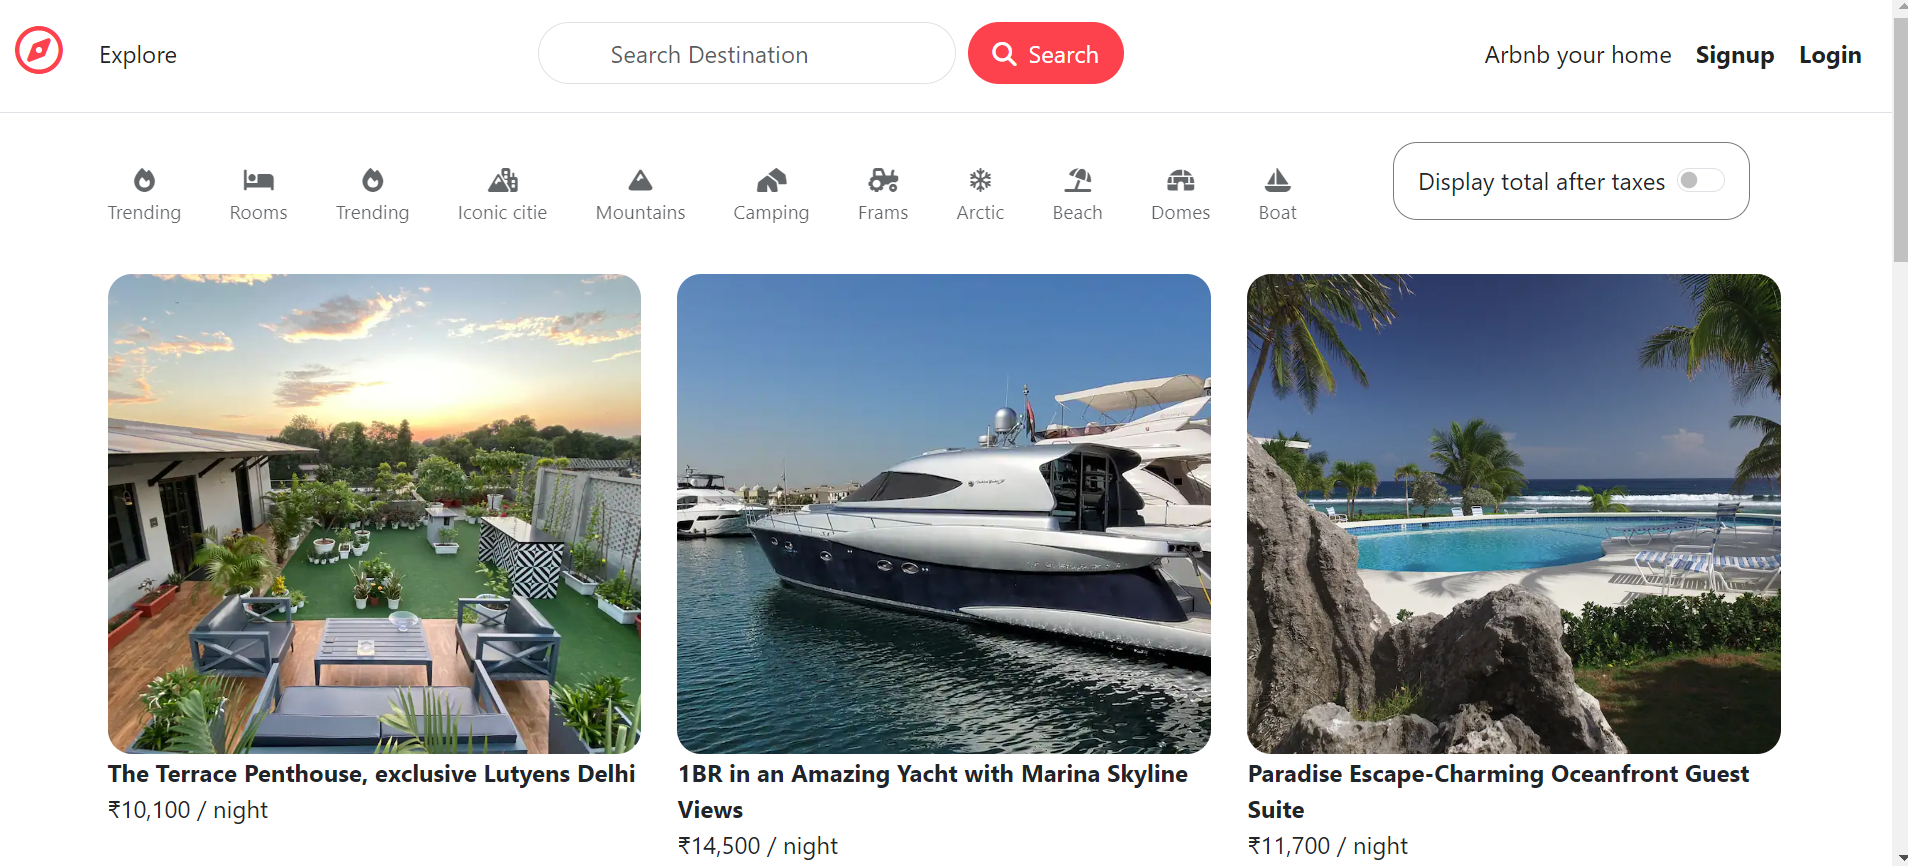 Explore
Search Destination
Search
Arbnb your home
Signup
Login
Trending
Rooms
Trending
Iconic citie
Mountains
Camping
Frams
Arctic
Beach
Domes
Boat
Display total after taxes
The Terrace Penthouse, exclusive Lutyens Delhi
₹10,100 / night
1BR in an Amazing Yacht with Marina Skyline
Views
₹14,500 / night
Paradise Escape-Charming Oceanfront Guest
Suite
₹11,700 / night